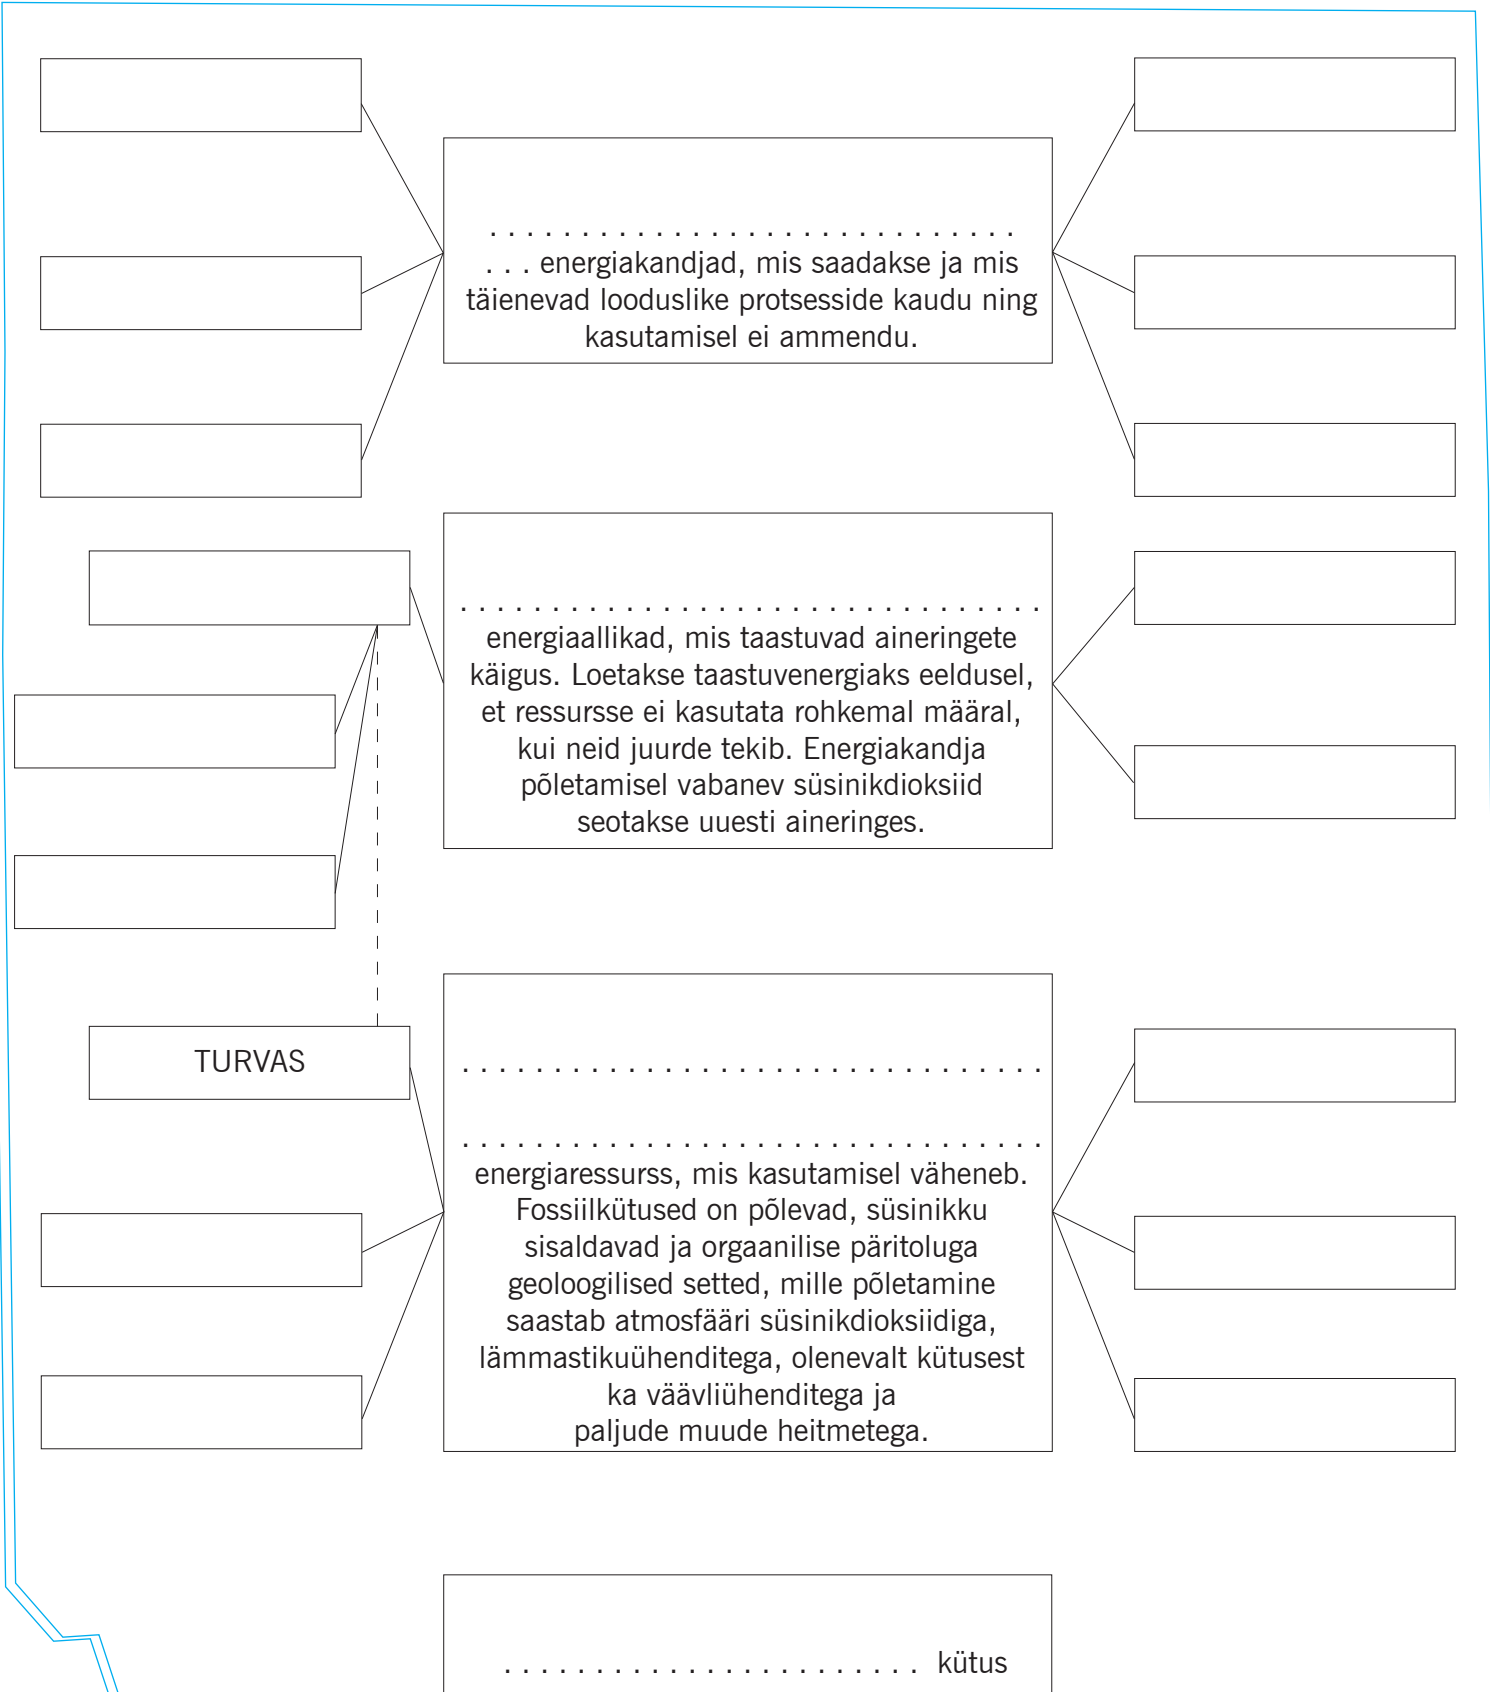 . . . . . . . . . . . . . . . . . . . . . . . . . . . . .
. . . energiakandjad, mis saadakse ja mis
täienevad looduslike protsesside kaudu ning
kasutamisel ei ammendu.
. . . . . . . . . . . . . . . . . . . . . . . . . . . . . . . .
energiaallikad, mis taastuvad aineringete
käigus. Loetakse taastuvenergiaks eeldusel,
et ressursse ei kasutata rohkemal määral,
kui neid juurde tekib. Energiakandja
põletamisel vabanev süsinikdioksiid
seotakse uuesti aineringes.
TURVAS
. . . . . . . . . . . . . . . . . . . . . . . . . . . . . . . .
. . . . . . . . . . . . . . . . . . . . . . . . . . . . . . . .
energiaressurss, mis kasutamisel väheneb.
Fossiilkütused on põlevad, süsinikku
sisaldavad ja orgaanilise päritoluga
geoloogilised setted, mille põletamine
saastab atmosfääri süsinikdioksiidiga,
lämmastikuühenditega, olenevalt kütusest
ka väävliühenditega ja
paljude muude heitmetega.
. . . . . . . . . . . . . . . . . . . . . . . kütus